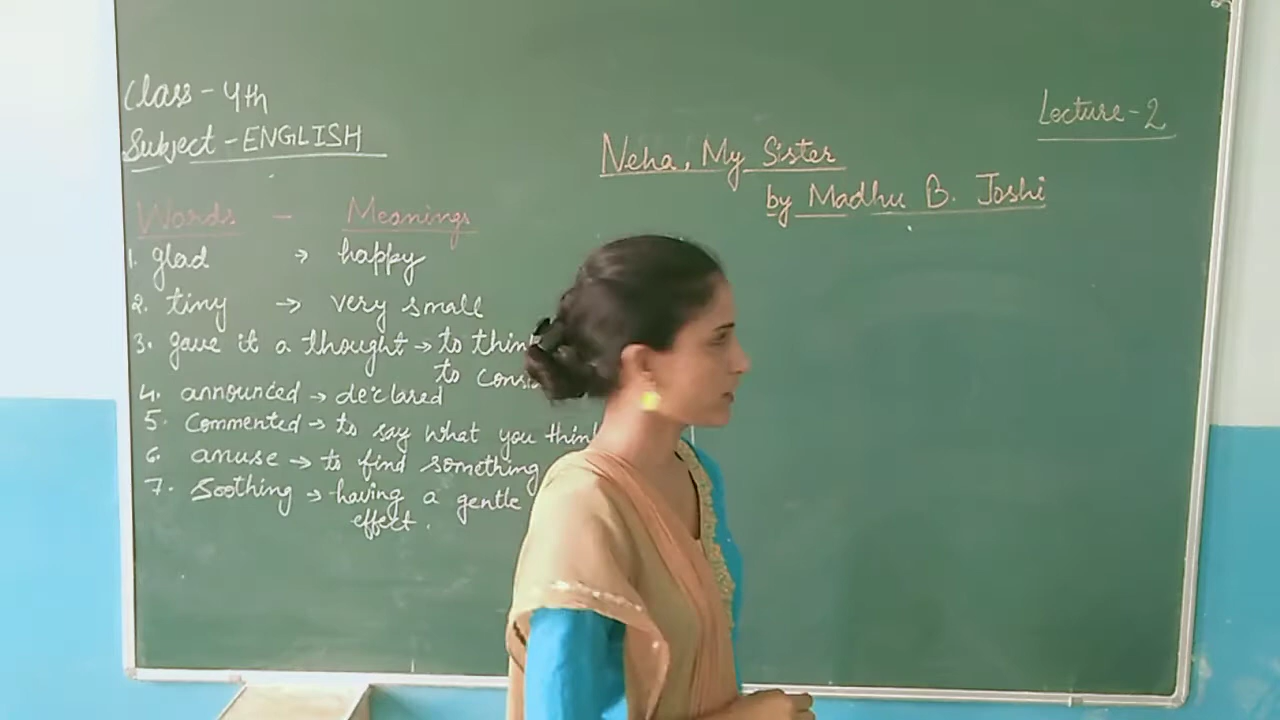 Class - 4th
Subject - ENGLISH
Lecture - 2
Neha, My Sister
by Madhu B. Joshi
Words - Meanings
1. glad → happy
2. tiny → very small
3. gave it a thought → to think
to
4. announced → declared
5. Commented → to say what you think
6. amuse → to find something
7. Soothing → having a gentle
effect.